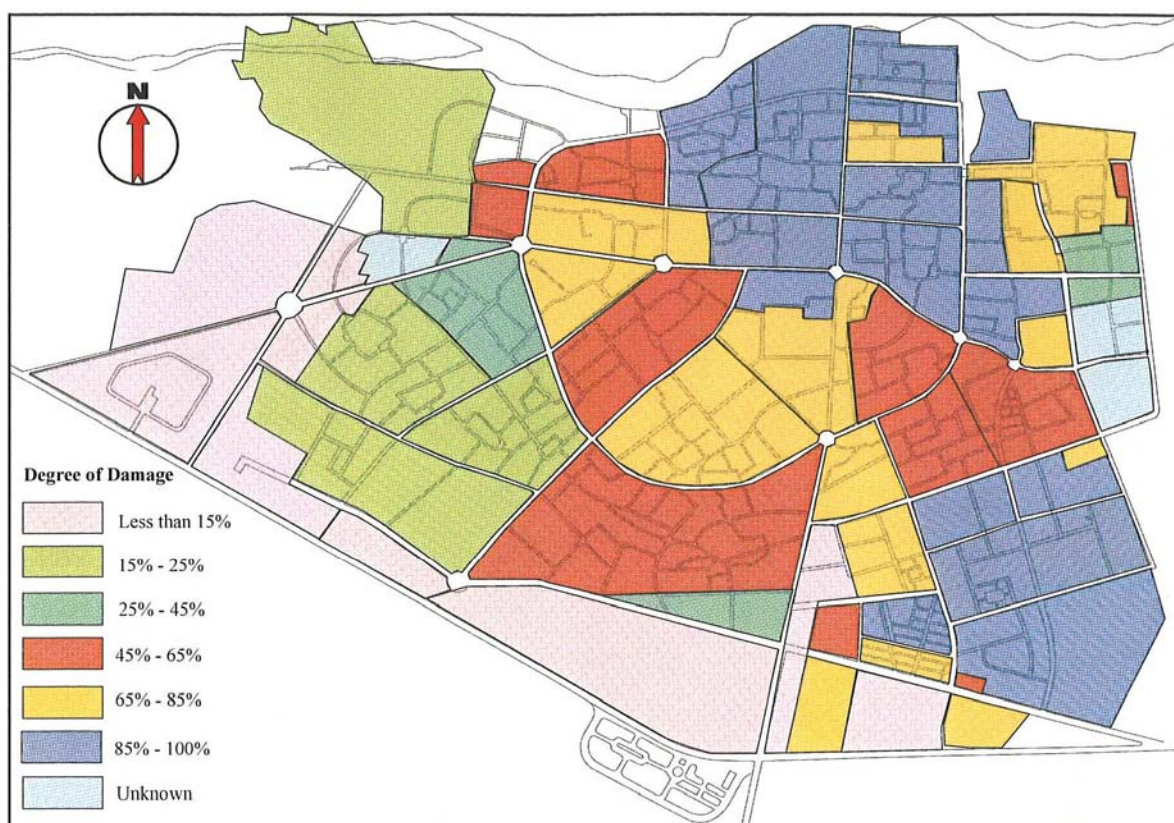 N
Degree of Damage
Less than 15%
15% - 25%
25% - 45%
45% - 65%
65% - 85%
85% - 100%
Unknown